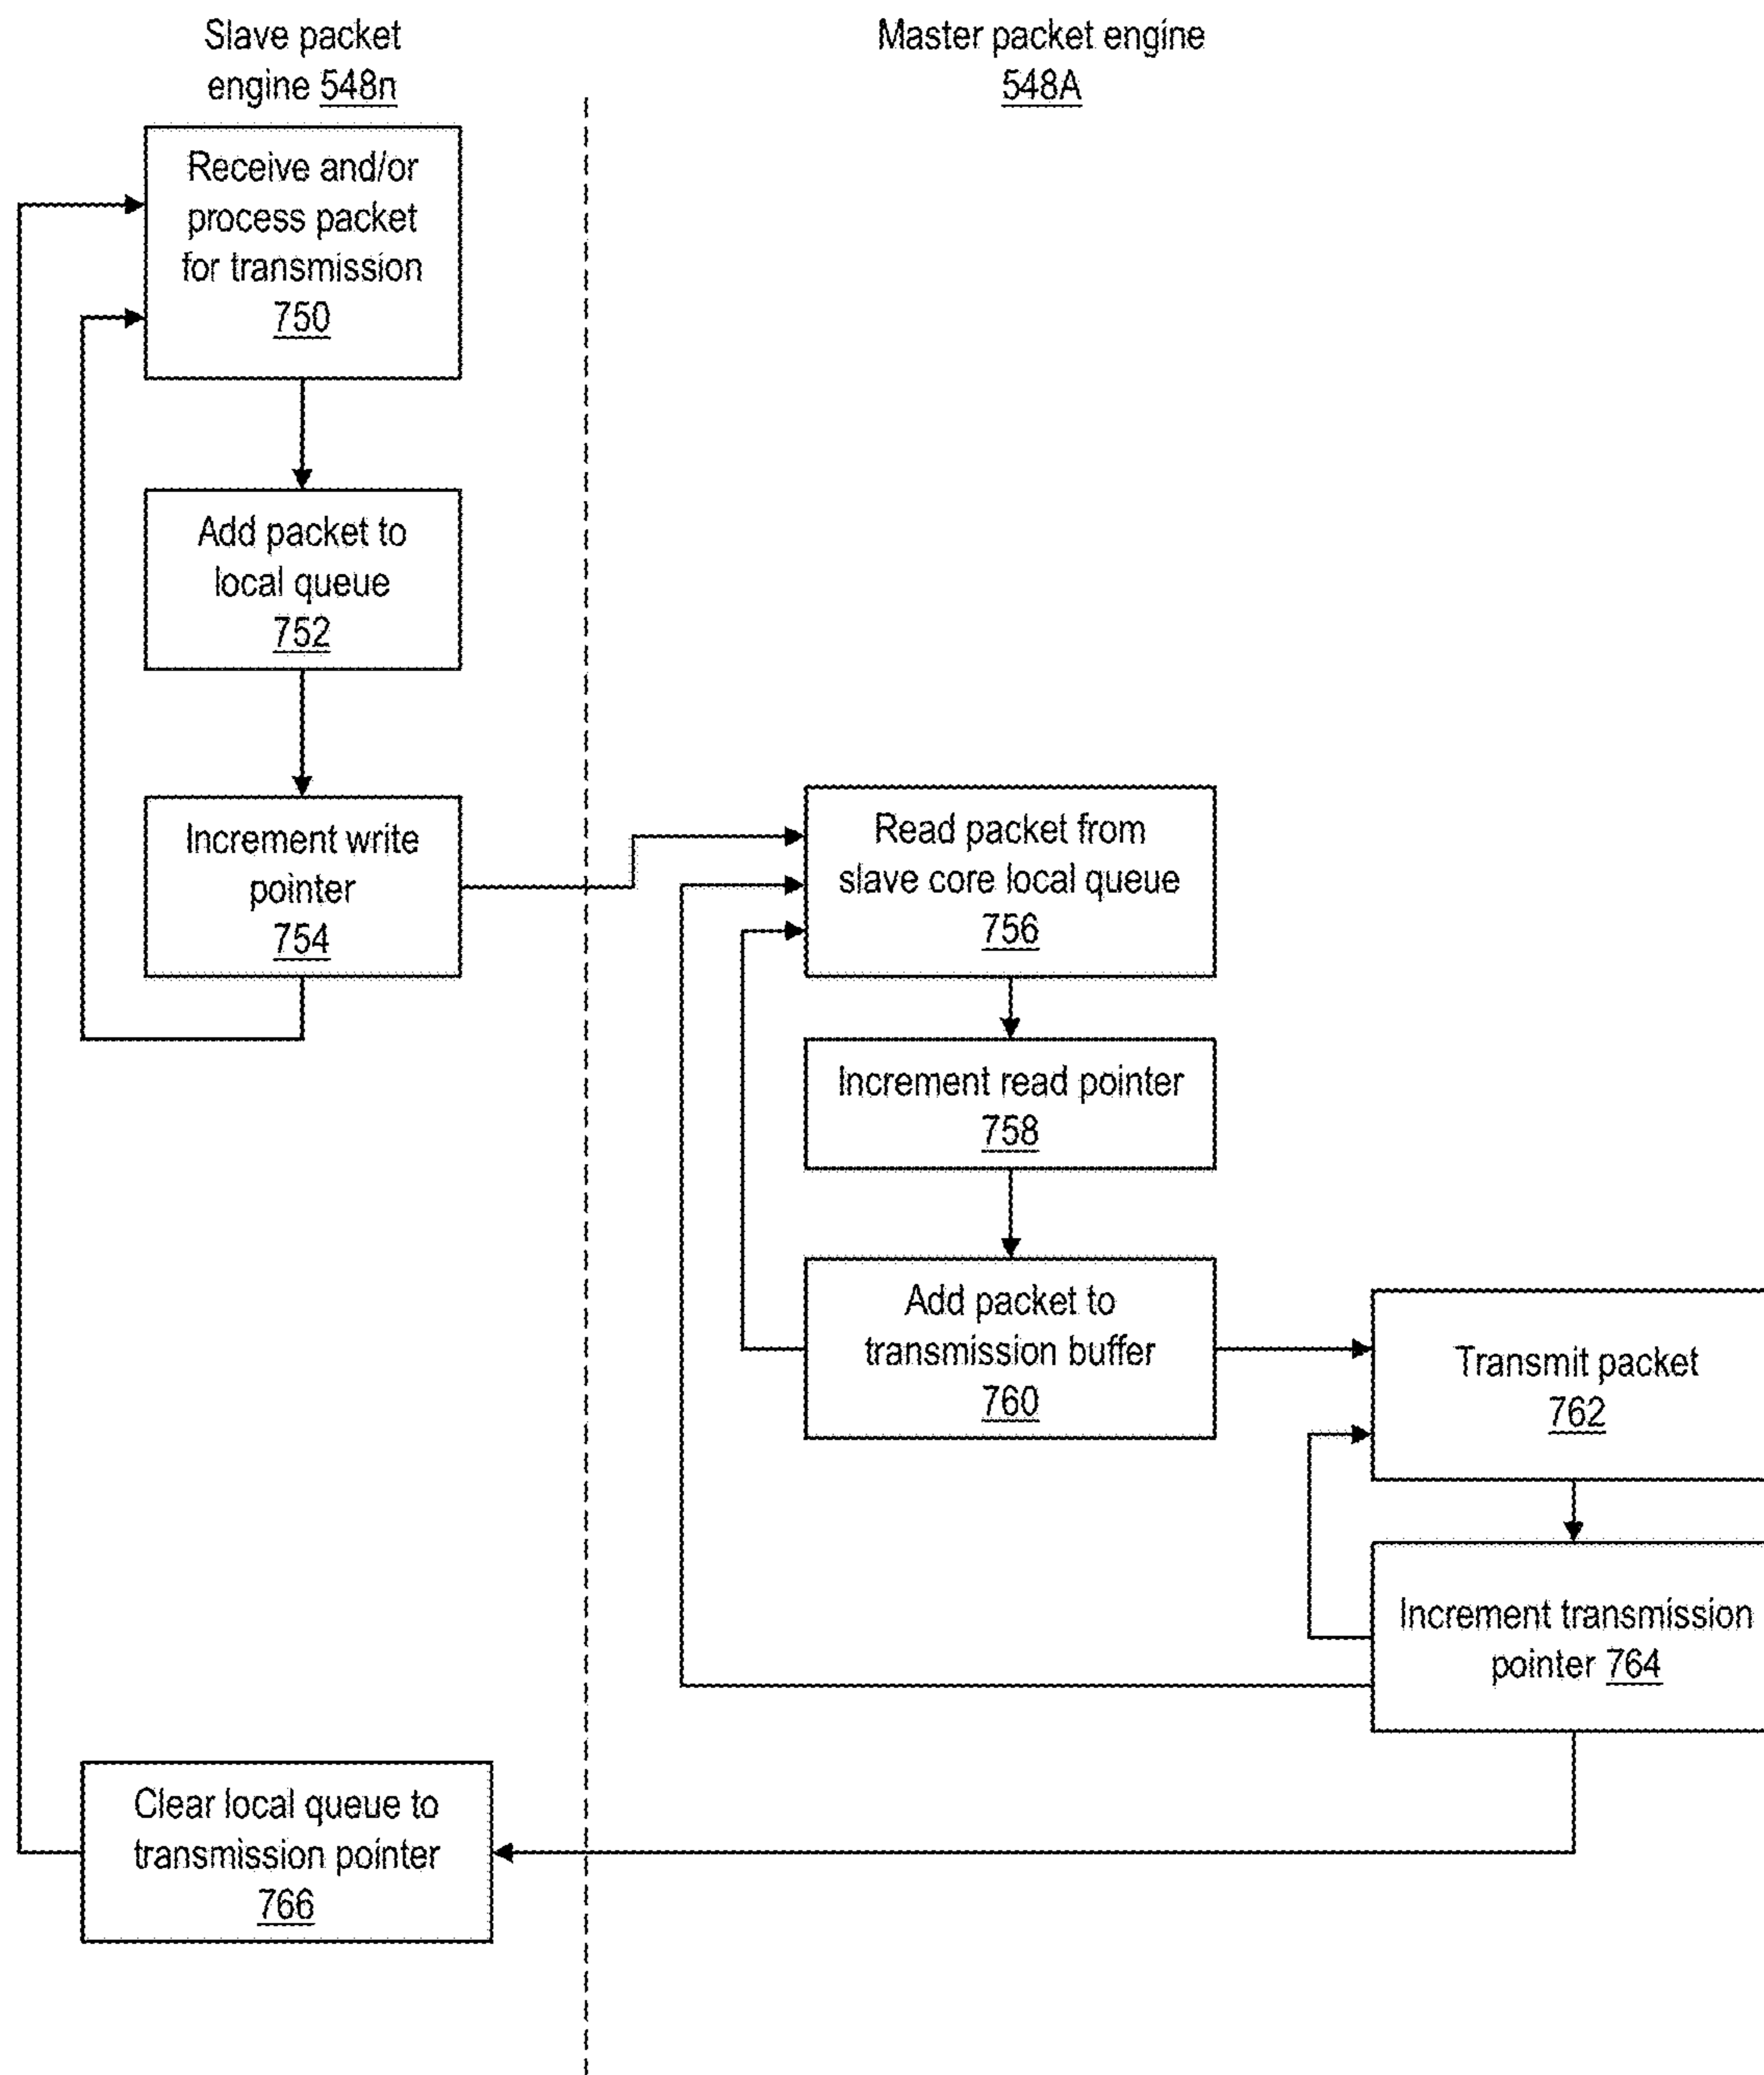 Slave packet
engine 548n
Master packet engine
548A
Receive and/or
process packet
for transmission
750
Add packet to
local queue
752
Increment write
pointer
754
Read packet from
slave core local queue
756
Increment read pointer
758
Add packet to
transmission buffer
760
Transmit packet
762
Increment transmission
pointer 764
Clear local queue to
transmission pointer
766